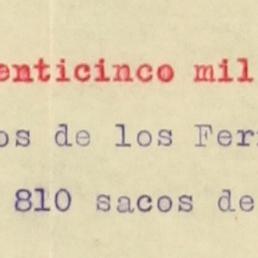 enticinco mil
os de los Fer
810 sacos de